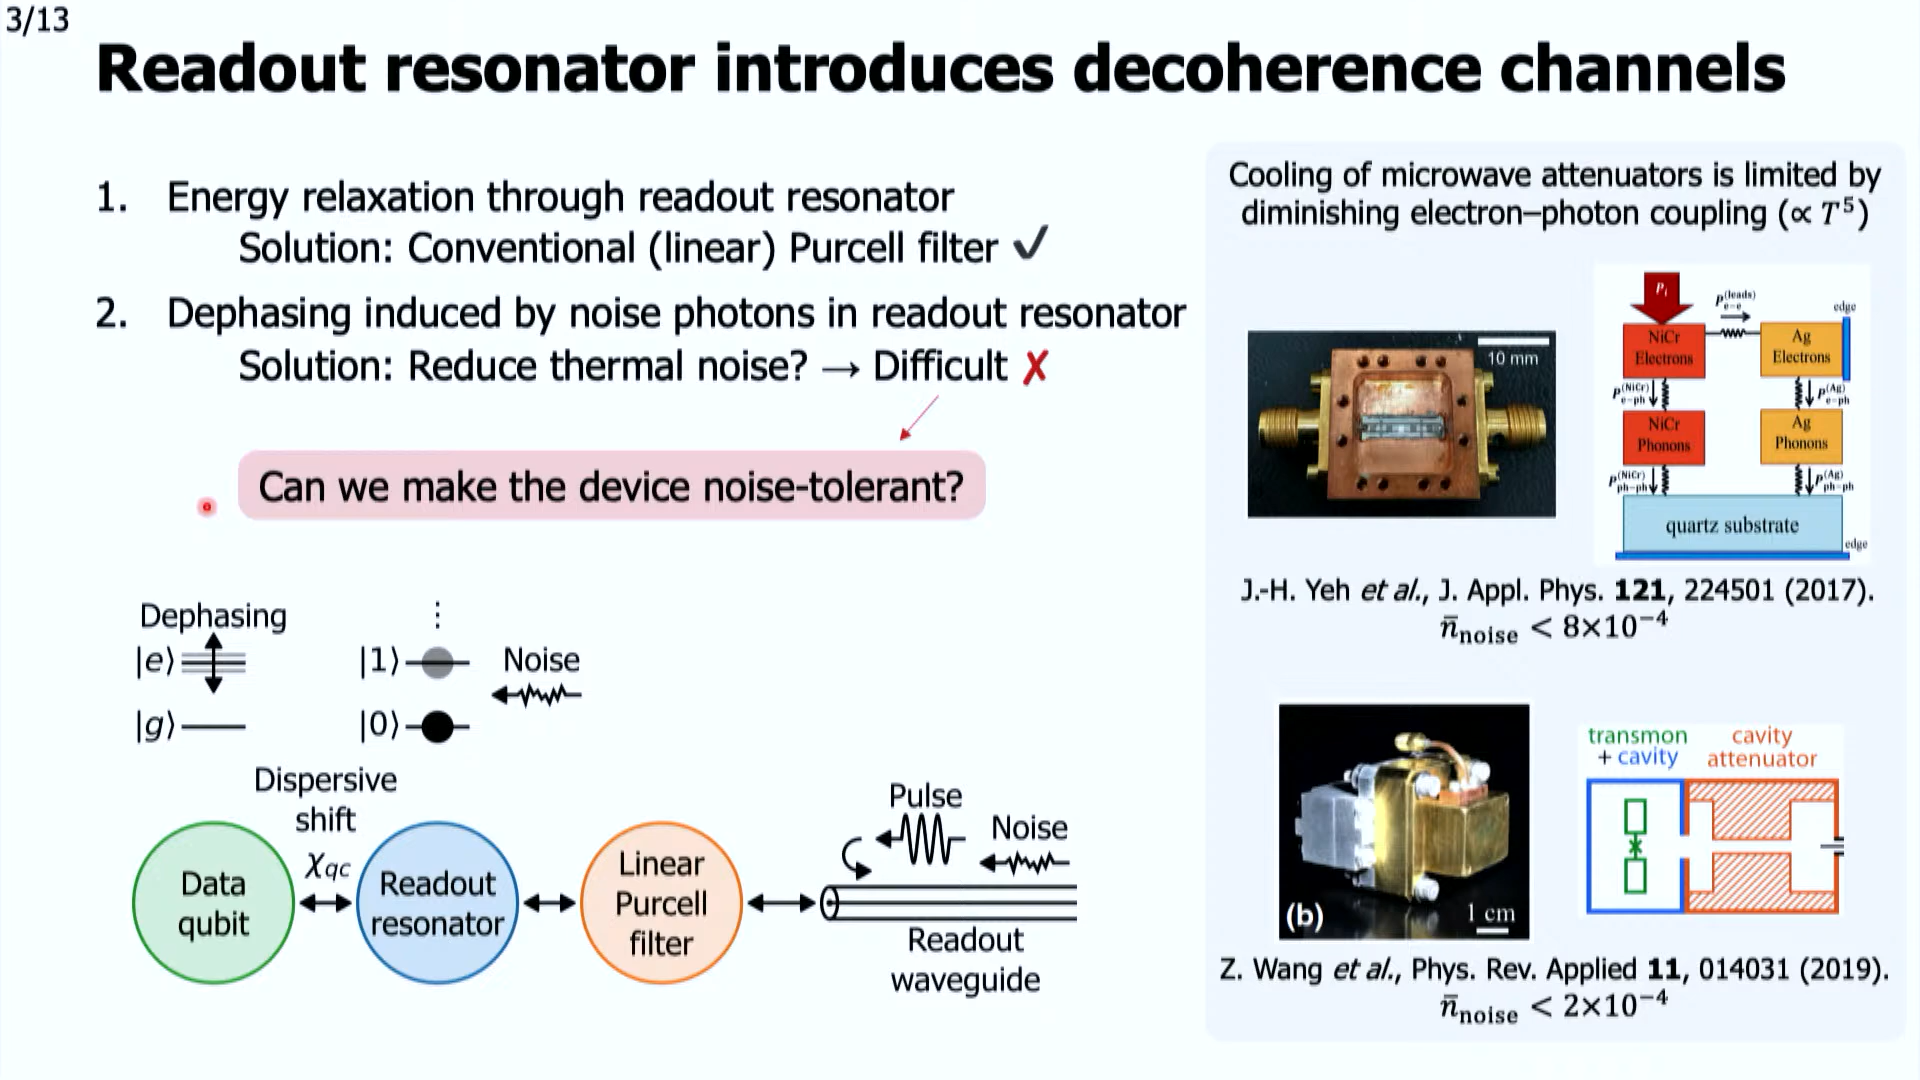 3/13
Readout resonator introduces decoherence channels
1. Energy relaxation through readout resonator
Solution: Conventional (linear) Purcell filter ✓
2. Dephasing induced by noise photons in readout resonator
Solution: Reduce thermal noise? → Difficult ✗
Can we make the device noise-tolerant?
Dephasing
|e⟩
|g⟩
⋮
|1⟩
|0⟩
Noise
Dispersive
shift
χqc
Data
qubit
Readout
resonator
Linear
Purcell
filter
Pulse
Noise
Readout
waveguide
Cooling of microwave attenuators is limited by
diminishing electron–photon coupling (∝ T⁵)
10 mm
Pi
P(leads)e−e
edge
NiCr
Electrons
Ag
Electrons
P(NiCr)e−ph
P(Ag)e−ph
NiCr
Phonons
Ag
Phonons
P(NiCr)ph−ph
P(Ag)ph−ph
quartz substrate
edge
J.-H. Yeh et al., J. Appl. Phys. 121, 224501 (2017).
n̄noise < 8×10⁻⁴
(b)
1 cm
transmon
+ cavity
cavity
attenuator
Z. Wang et al., Phys. Rev. Applied 11, 014031 (2019).
n̄noise < 2×10⁻⁴